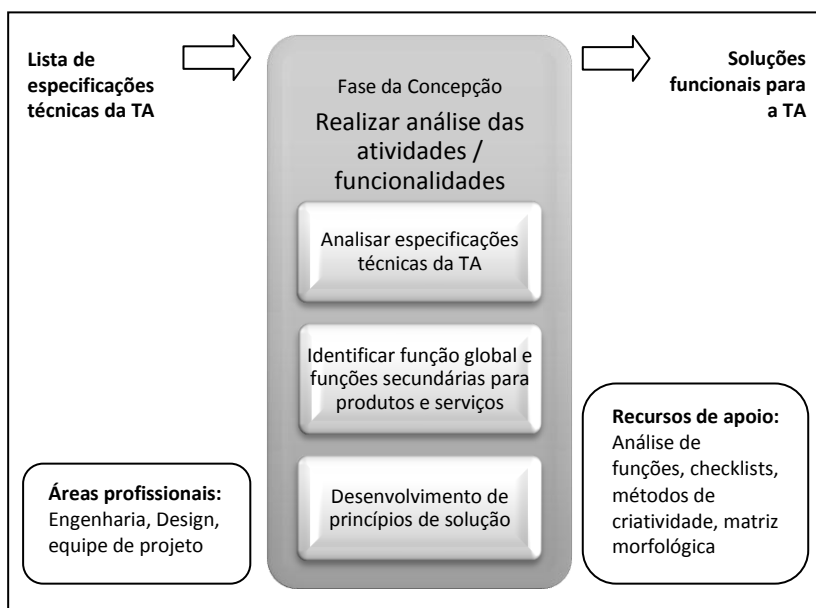 Lista de
especificações
técnicas da TA
Fase da Concepção
Realizar análise das
atividades /
funcionalidades
Analisar especificações
técnicas da TA
Identificar função global e
funções secundárias para
produtos e serviços
Desenvolvimento de
princípios de solução
Soluções
funcionais para
a TA
Áreas profissionais:
Engenharia, Design,
equipe de projeto
Recursos de apoio:
Análise de
funções, checklists,
métodos de
criatividade, matriz
morfológica